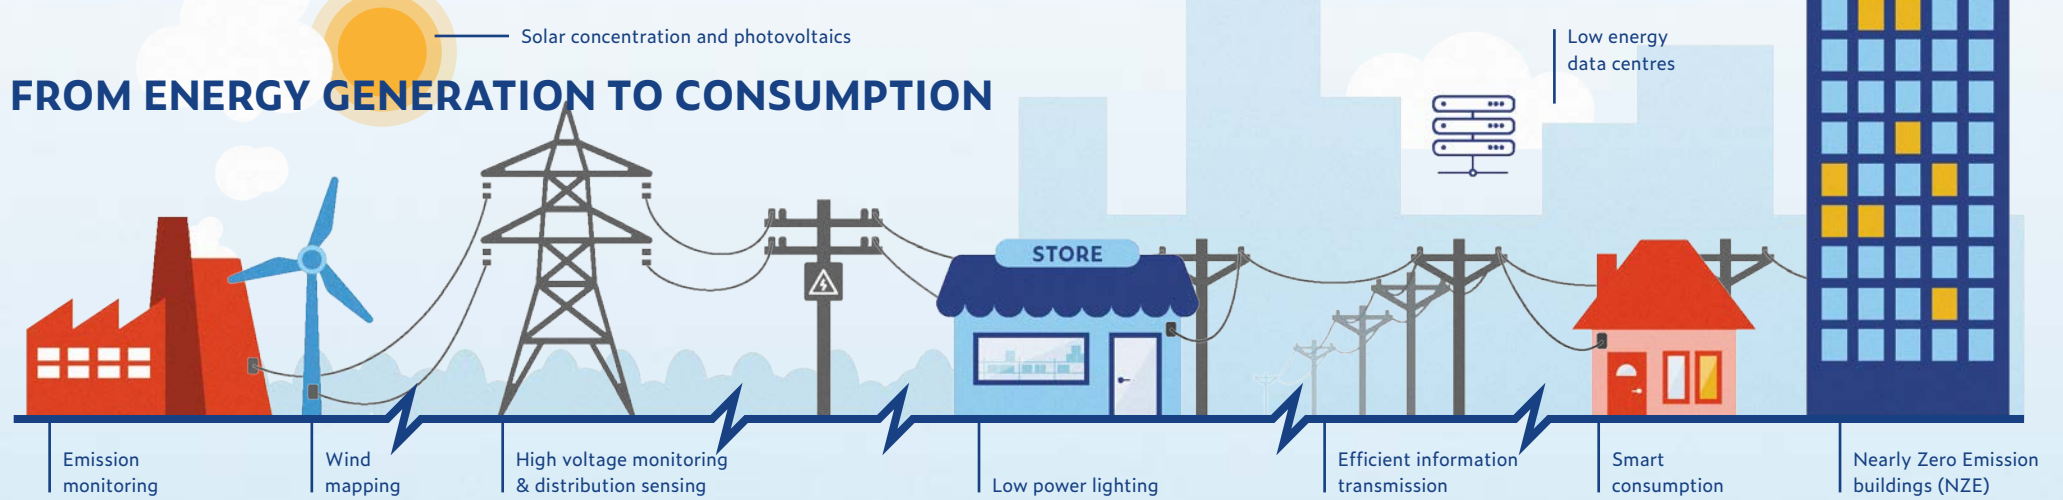 Solar concentration and photovoltaics
Low energy
data centres
FROM ENERGY GENERATION TO CONSUMPTION
STORE
Emission
monitoring
Wind
mapping
High voltage monitoring
& distribution sensing
Low power lighting
Efficient information
transmission
Smart
consumption
Nearly Zero Emission
buildings (NZE)